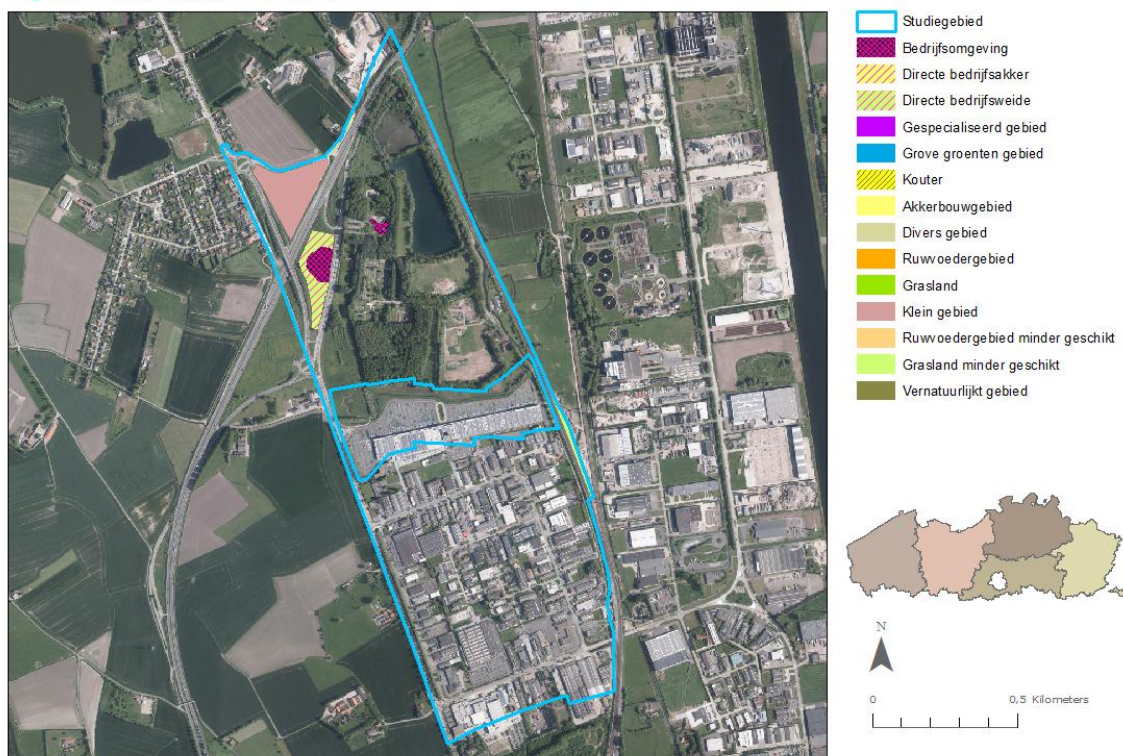 Studiegebied
Bedrijfsomgeving
Directe bedrijfsakker
Directe bedrijfsweide
Gespecialiseerd gebied
Grove groenten gebied
Kouter
Akkerbouwgebied
Divers gebied
Ruwvoedergebied
Grasland
Klein gebied
Ruwvoedergebied minder geschikt
Grasland minder geschikt
Vernatuurlijkt gebied
N
0 0,5 Kilometers